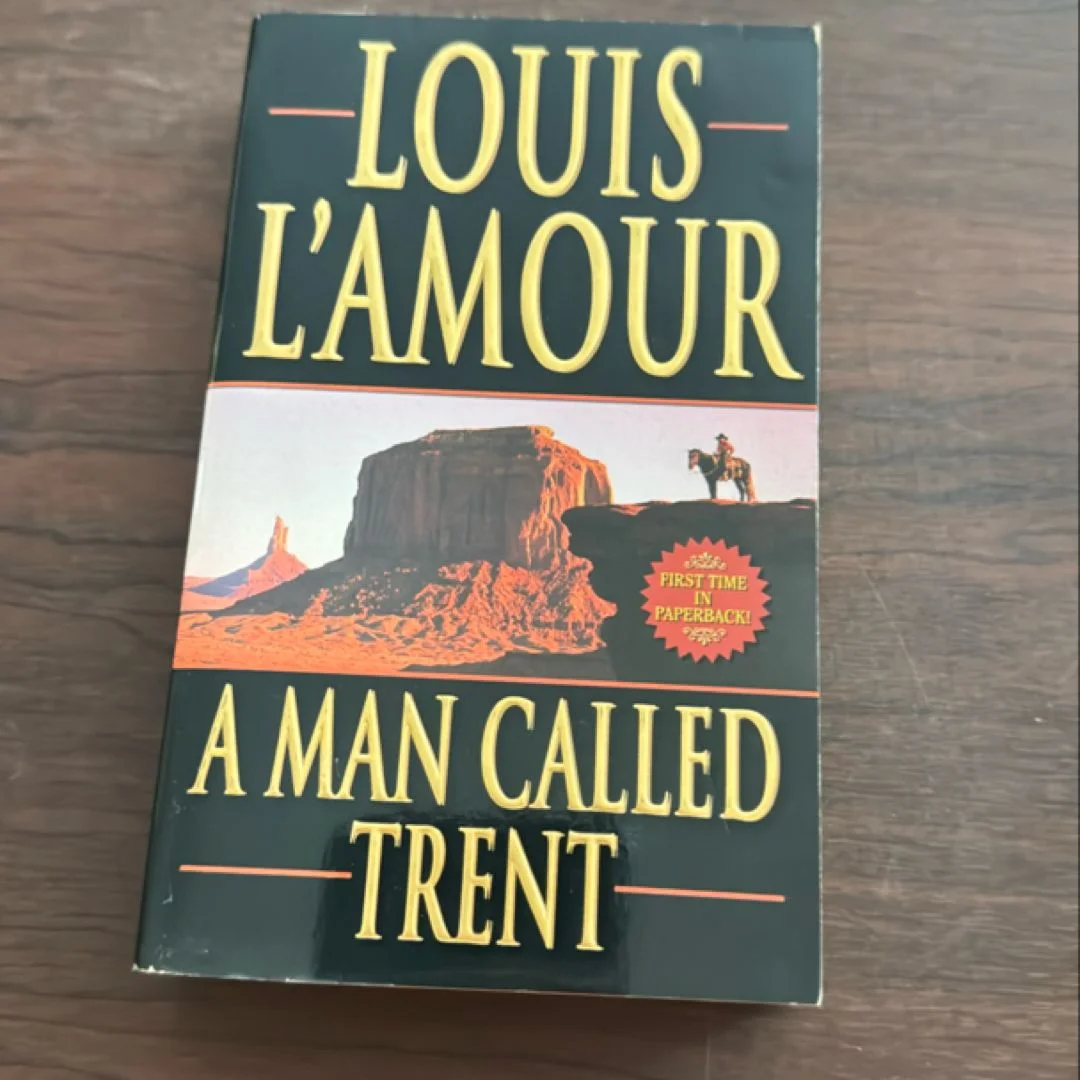 LOUIS
L'AMOUR
FIRST TIME
IN
PAPERBACK!
A MAN CALLED
TRENT